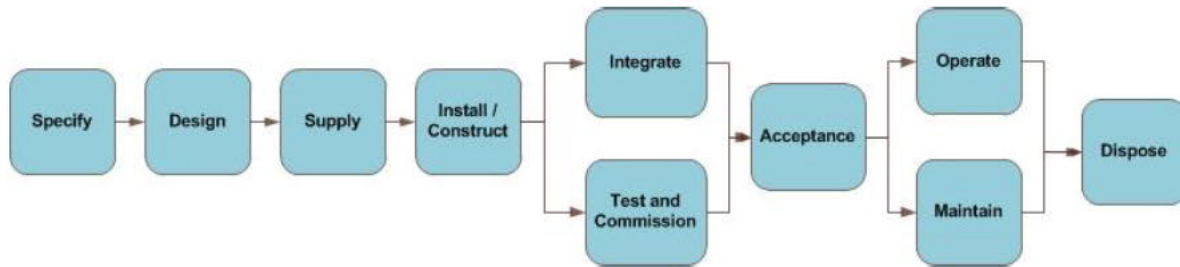 Specify
Design
Supply
Install /
Construct
Integrate
Test and
Commission
Acceptance
Operate
Maintain
Dispose